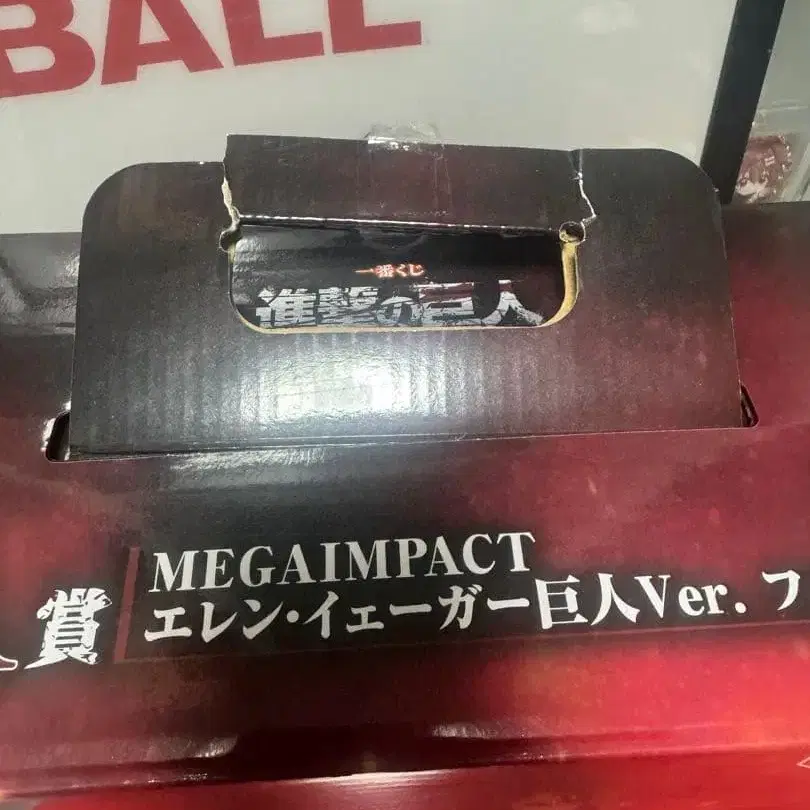 BALL
一番くじ
進撃の巨人
賞
MEGAIMPACT
エレン・イェーガー巨人Ver. フ